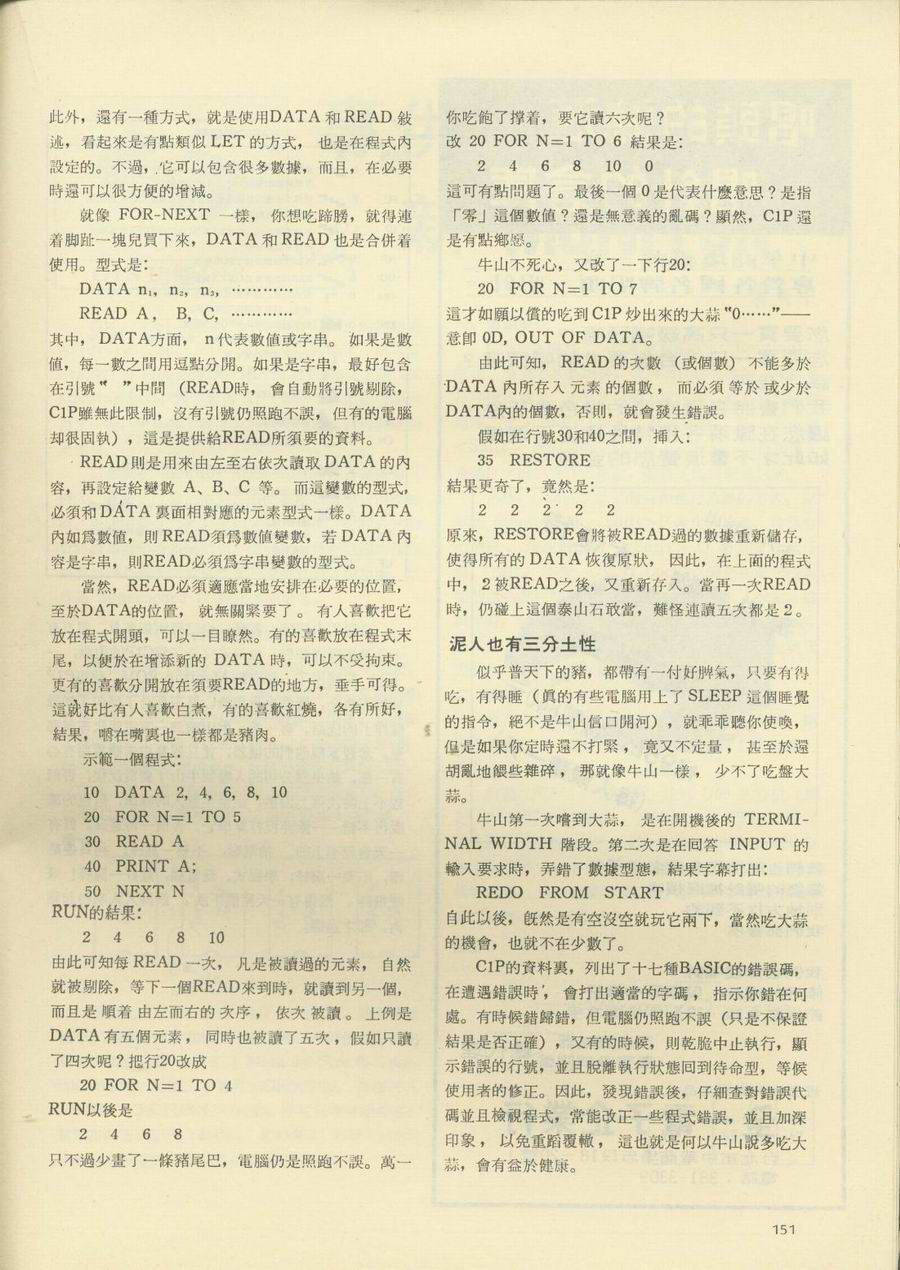 此外，還有一種方式，就是使用DATA 和 READ 敍
述，看起來是有點類似 LET 的方式， 也是在程式內
設定的。不過，它可以包含很多數據，而且，在必要
時還可以很方便的增減。
就像 FOR-NEXT 一樣， 你想吃蹄膀，就得連
着脚趾一塊兒買下來，DATA 和 READ 也是合併着
使用。型式是：
DATA n₁, n₂, n₃, …………
READ A, B, C, …………
其中， DATA方面， n 代表數值或字串。 如果是數
值，每一數之間用逗點分開。如果是字串，最好包含
在引號〝 〞中間 （READ時， 會自動將引號剔除，
C1P雖無此限制，沒有引號仍照跑不誤，但有的電腦
却很固執），這是提供給READ所須要的資料。
READ 則是用來由左至右依次讀取 DATA 的內
容，再設定給變數 A、B、C 等。 而這變數的型式，
必須和 DATA 裏面相對應的元素型式一樣。DATA
內如爲數值，則 READ須爲數值變數，若 DATA 內
容是字串，則READ必須爲字串變數的型式。
當然，READ必須適應當地安排在必要的位置，
至於DATA的位置， 就無關緊要了 。 有人喜歡把它
放在程式開頭，可以一目瞭然。有的喜歡放在程式末
尾，以便於在增添新的 DATA 時，可以不受拘束。
更有的喜歡分開放在須要READ的地方，垂手可得。
這就好比有人喜歡白煮，有的喜歡紅燒，各有所好，
結果，嚼在嘴裏也一樣都是豬肉。
示範一個程式：
10 DATA 2, 4, 6, 8, 10
20 FOR N=1 TO 5
30 READ A
40 PRINT A;
50 NEXT N
RUN的結果：
2 4 6 8 10
由此可知每 READ 一次， 凡是被讀過的元素， 自然
就被剔除，等下一個READ來到時，就讀到另一個，
而且是 順着 由左而右的 次序 ， 依次 被讀 。 上例是
DATA 有五個元素 ， 同時也被讀了五次 ，假如只讀
了四次呢？把行20改成
20 FOR N=1 TO 4
RUN以後是
2 4 6 8
只不過少畫了一條豬尾巴，電腦仍是照跑不誤。萬一
你吃飽了撑着，要它讀六次呢？
改 20 FOR N=1 TO 6 結果是：
2 4 6 8 10 0
這可有點問題了。最後一個 0 是代表什麼意思？是指
「零」這個數值？還是無意義的亂碼？顯然，C1P 還
是有點鄉愿。
牛山不死心，又改了一下行20：
20 FOR N=1 TO 7
這才如願以償的吃到 C1P 炒出來的大蒜〝0……〞——
意即 0D, OUT OF DATA。
由此可知， READ 的次數 （或個數） 不能多於
DATA 內所存入 元素 的個數 ， 而必須 等於 或少於
DATA內的個數，否則，就會發生錯誤。
假如在行號30和40之間，揷入：
35 RESTORE
結果更奇了，竟然是：
2 2 2 2 2
原來，RESTORE會將被READ過的數據重新儲存，
使得所有的 DATA 恢復原狀， 因此，在上面的程式
中， 2 被READ之後，又重新存入。當再一次READ
時，仍碰上這個泰山石敢當，難怪連讀五次都是 2 。
泥人也有三分土性
似乎普天下的豬，都帶有一付好脾氣，只要有得
吃，有得睡（眞的有些電腦用上了 SLEEP 這個睡覺
的指令，絕不是牛山信口開河），就乖乖聽你使喚，
但是如果你定時還不打緊 ， 竟又不定量 ， 甚至於還
胡亂地餵些雜碎 ， 那就像牛山一樣 ， 少不了吃盤大
蒜。
牛山第一次嚐到大蒜， 是在開機後的 TERMI-
NAL WIDTH 階段。第二次是在回答 INPUT 的
輸入要求時，弄錯了數據型態，結果字幕打出：
REDO FROM START
自此以後，旣然是有空沒空就玩它兩下，當然吃大蒜
的機會，也就不在少數了。
C1P的資料裏，列出了十七種BASIC的錯誤碼，
在遭遇錯誤時， 會打出適當的字碼 ， 指示你錯在何
處。有時候錯歸錯，但電腦仍照跑不誤（只是不保證
結果是否正確），又有的時候，則乾脆中止執行，顯
示錯誤的行號，並且脫離執行狀態回到待命型，等候
使用者的修正。因此，發現錯誤後，仔細查對錯誤代
碼並且檢視程式，常能改正一些程式錯誤，並且加深
印象 ， 以免重蹈覆轍 ， 這也就是何以牛山說多吃大
蒜，會有益於健康。
151